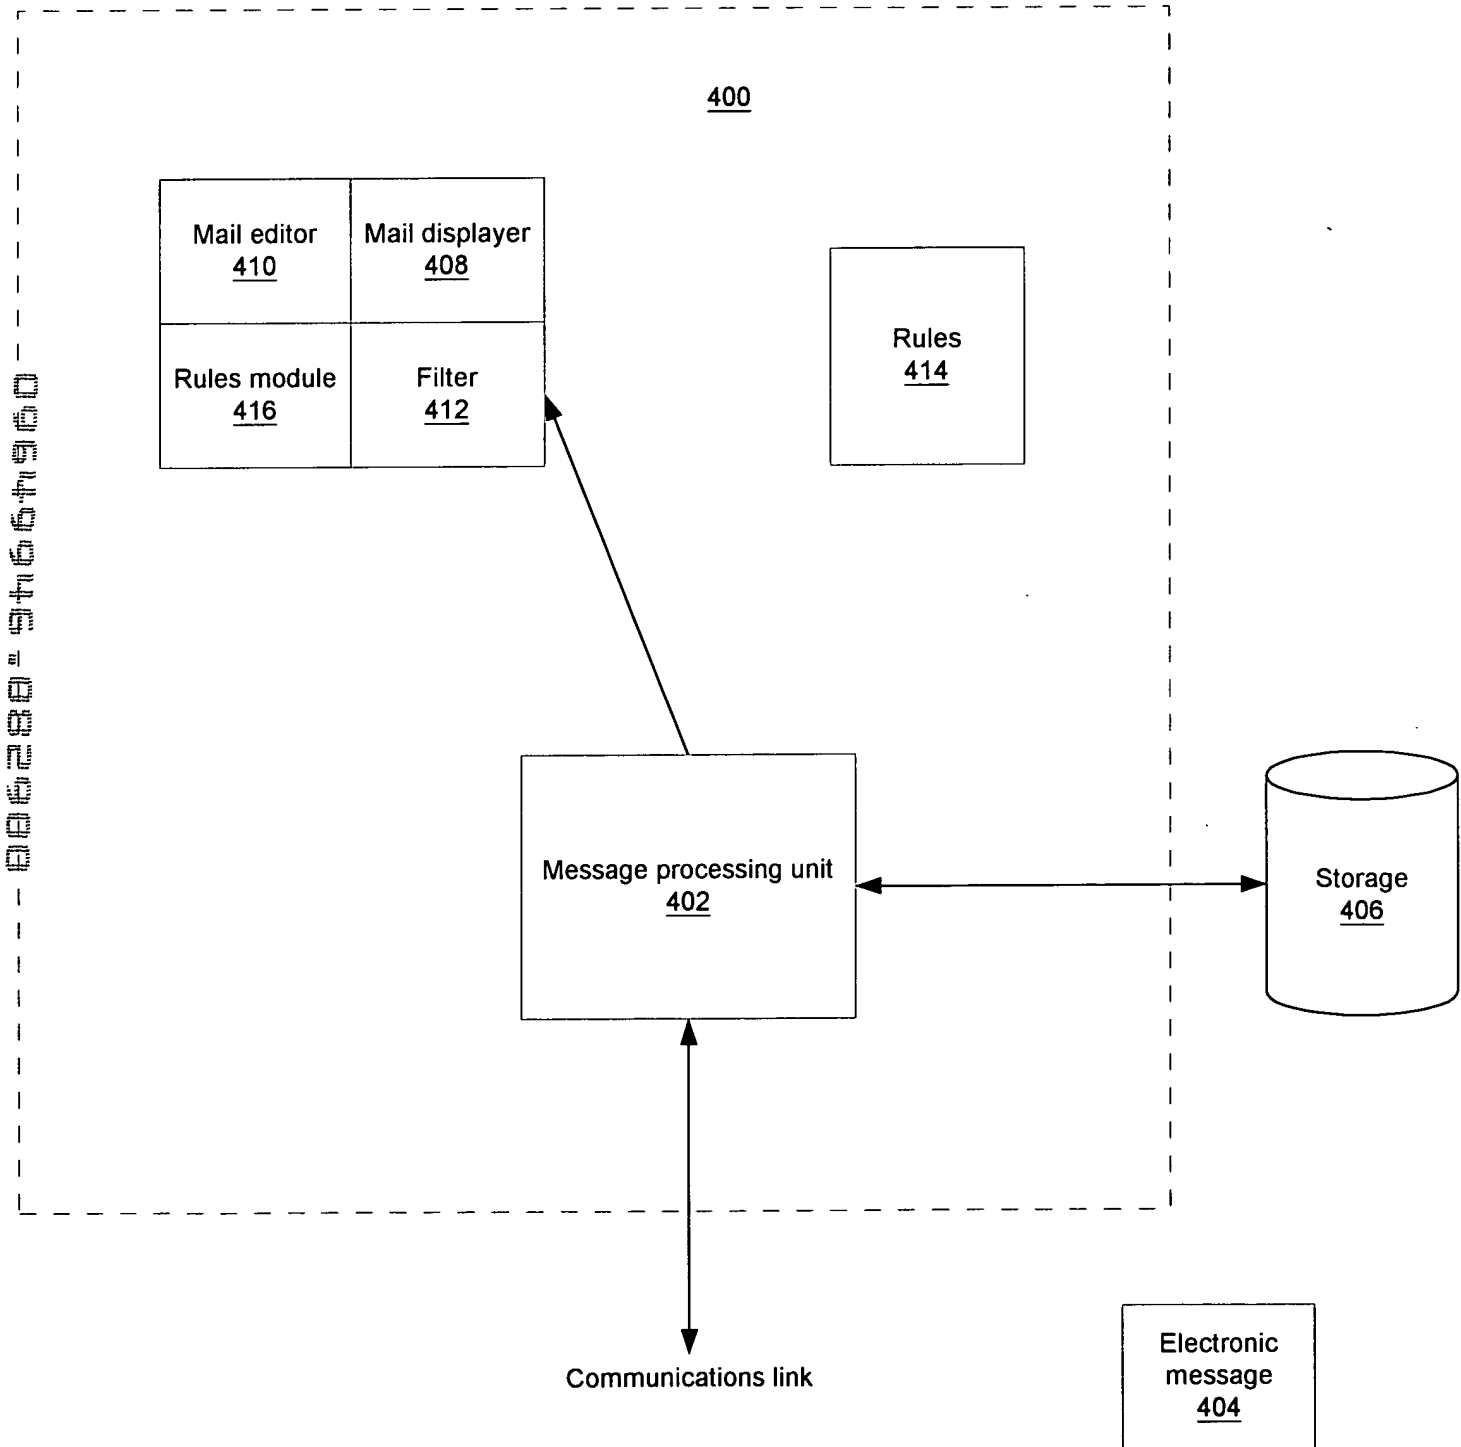 400
Mail editor
410
Mail displayer
408
Rules module
416
Filter
412
Rules
414
Message processing unit
402
Storage
406
Communications link
Electronic
message
404